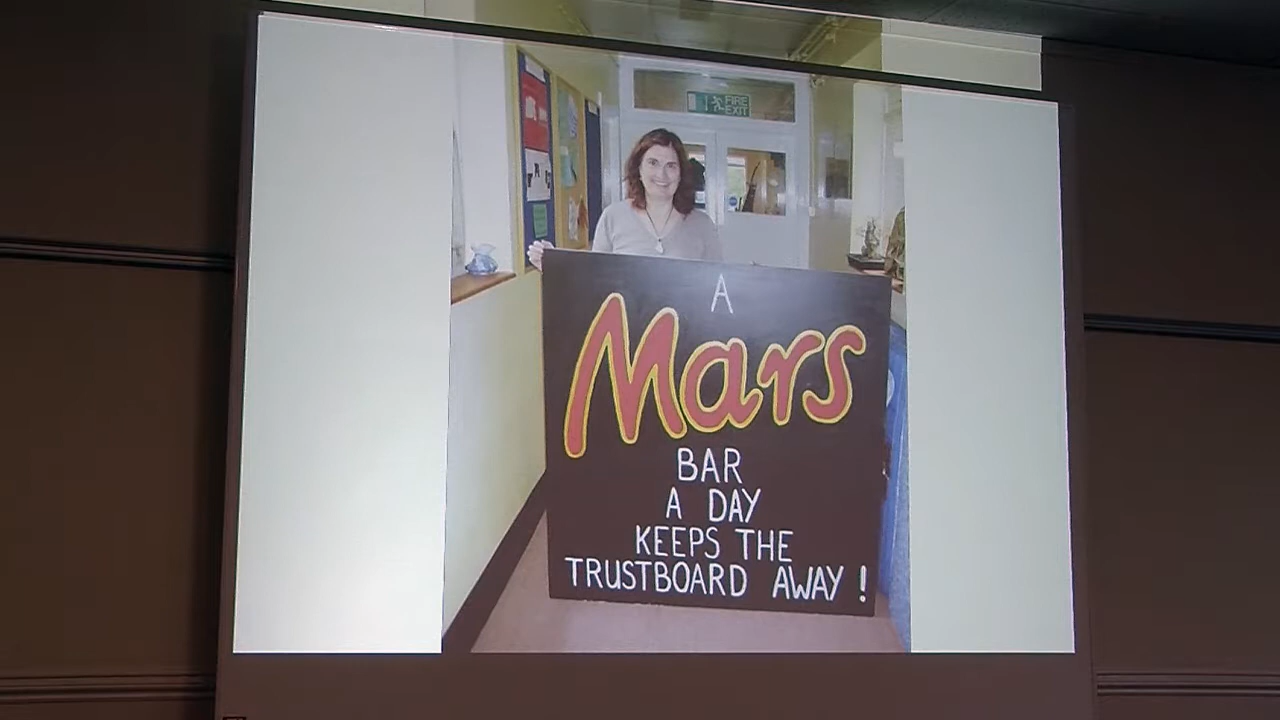 FIRE
EXIT
A
Mars
BAR
A DAY
KEEPS THE
TRUSTBOARD AWAY !